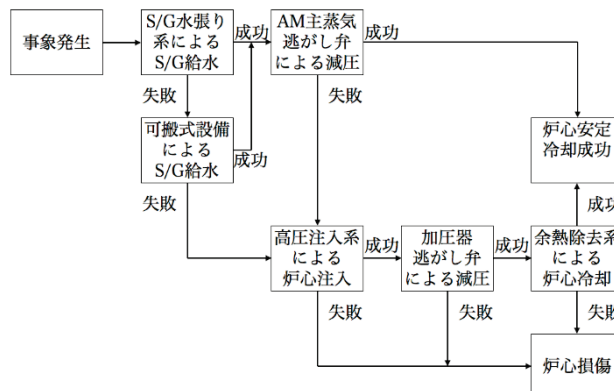 事象発生
S/G水張り
系による
S/G給水
成功
AM主蒸気
逃がし弁
による減圧
成功
失敗
失敗
可搬式設備
による
S/G給水
成功
炉心安定
冷却成功
失敗
成功
高圧注入系
による
炉心注入
成功
加圧器
逃がし弁
による減圧
成功
余熱除去系
による
炉心冷却
失敗
失敗
失敗
炉心損傷